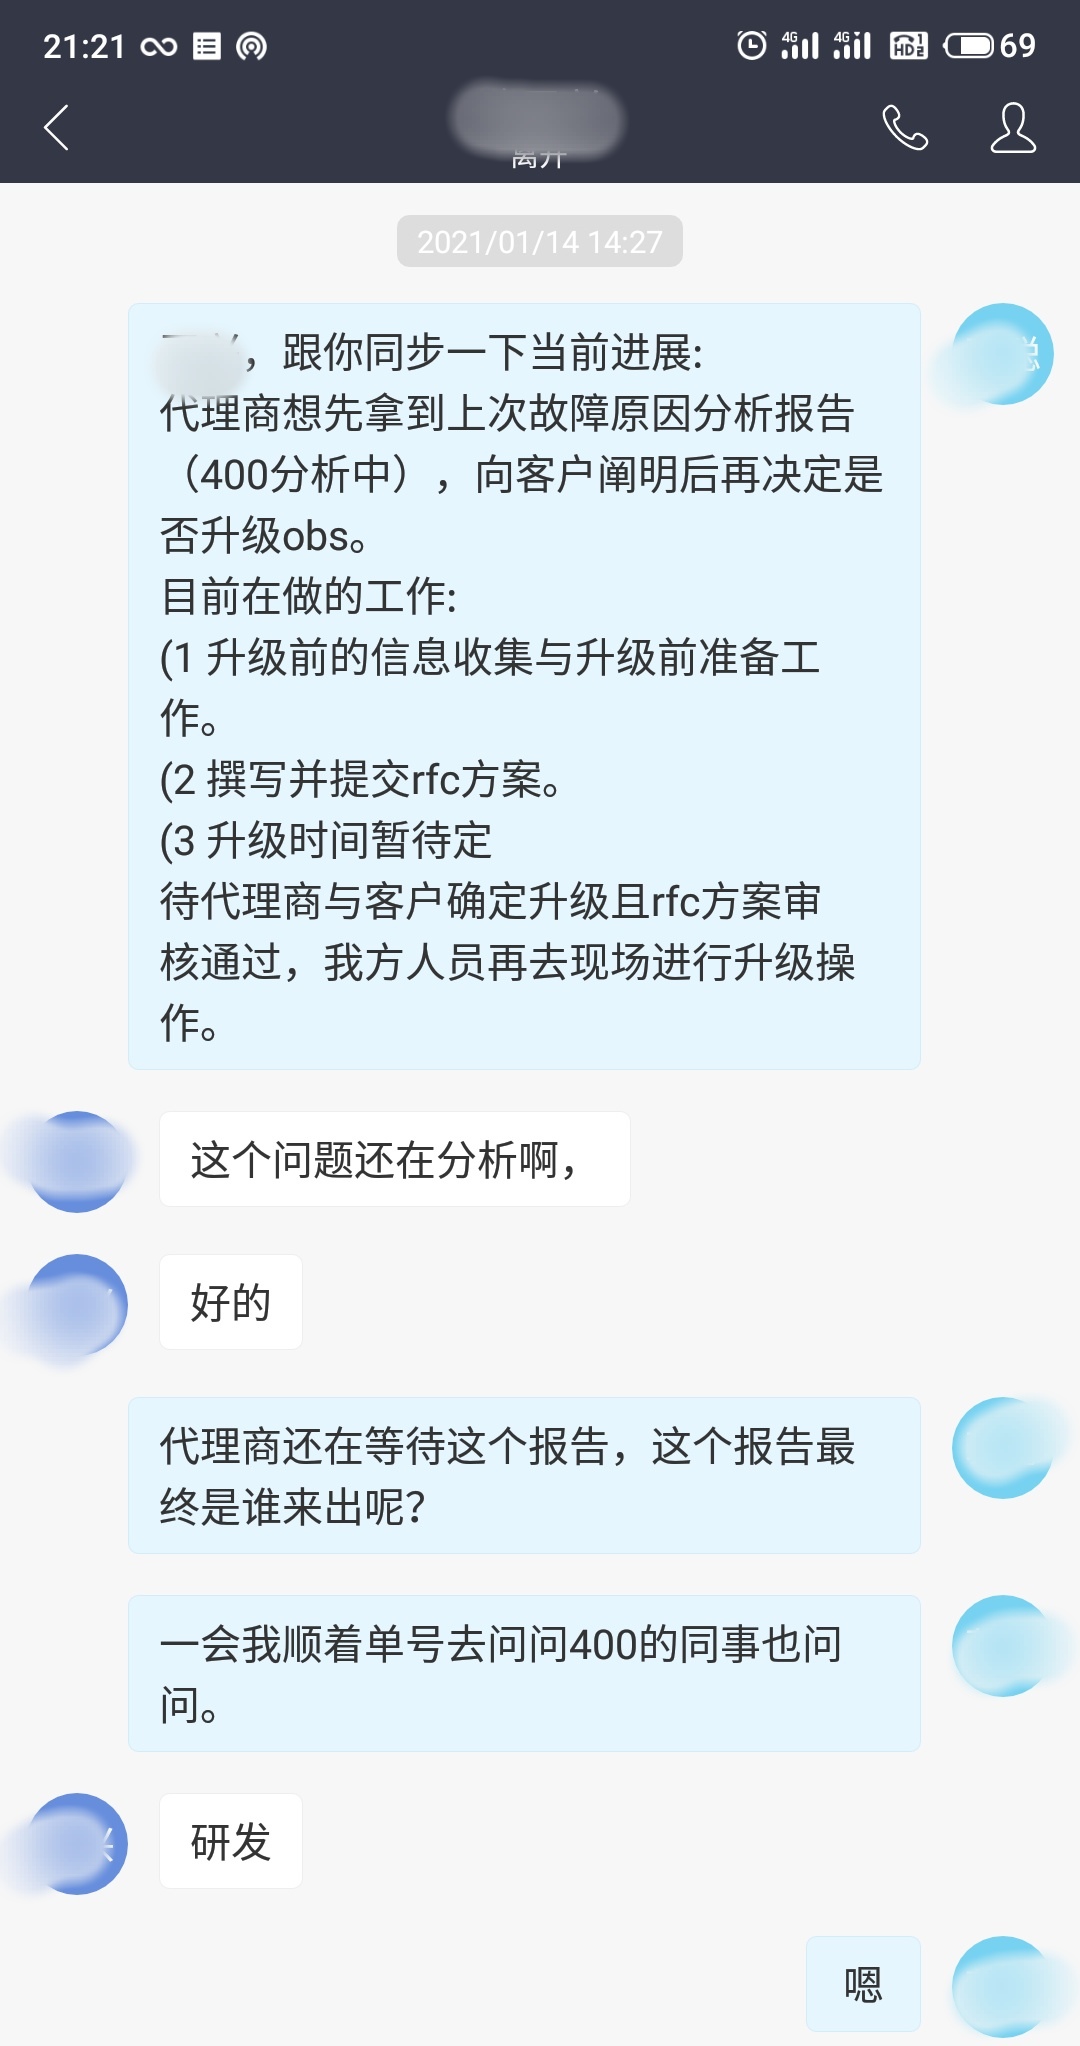 21:21
4G
4G
HD 1 2
69
离开
2021/01/14 14:27
，跟你同步一下当前进展:
代理商想先拿到上次故障原因分析报告
（400分析中），向客户阐明后再决定是
否升级obs。
目前在做的工作:
(1 升级前的信息收集与升级前准备工
作。
(2 撰写并提交rfc方案。
(3 升级时间暂待定
待代理商与客户确定升级且rfc方案审
核通过，我方人员再去现场进行升级操
作。
这个问题还在分析啊，
好的
代理商还在等待这个报告，这个报告最
终是谁来出呢?
一会我顺着单号去问问400的同事也问
问。
研发
嗯